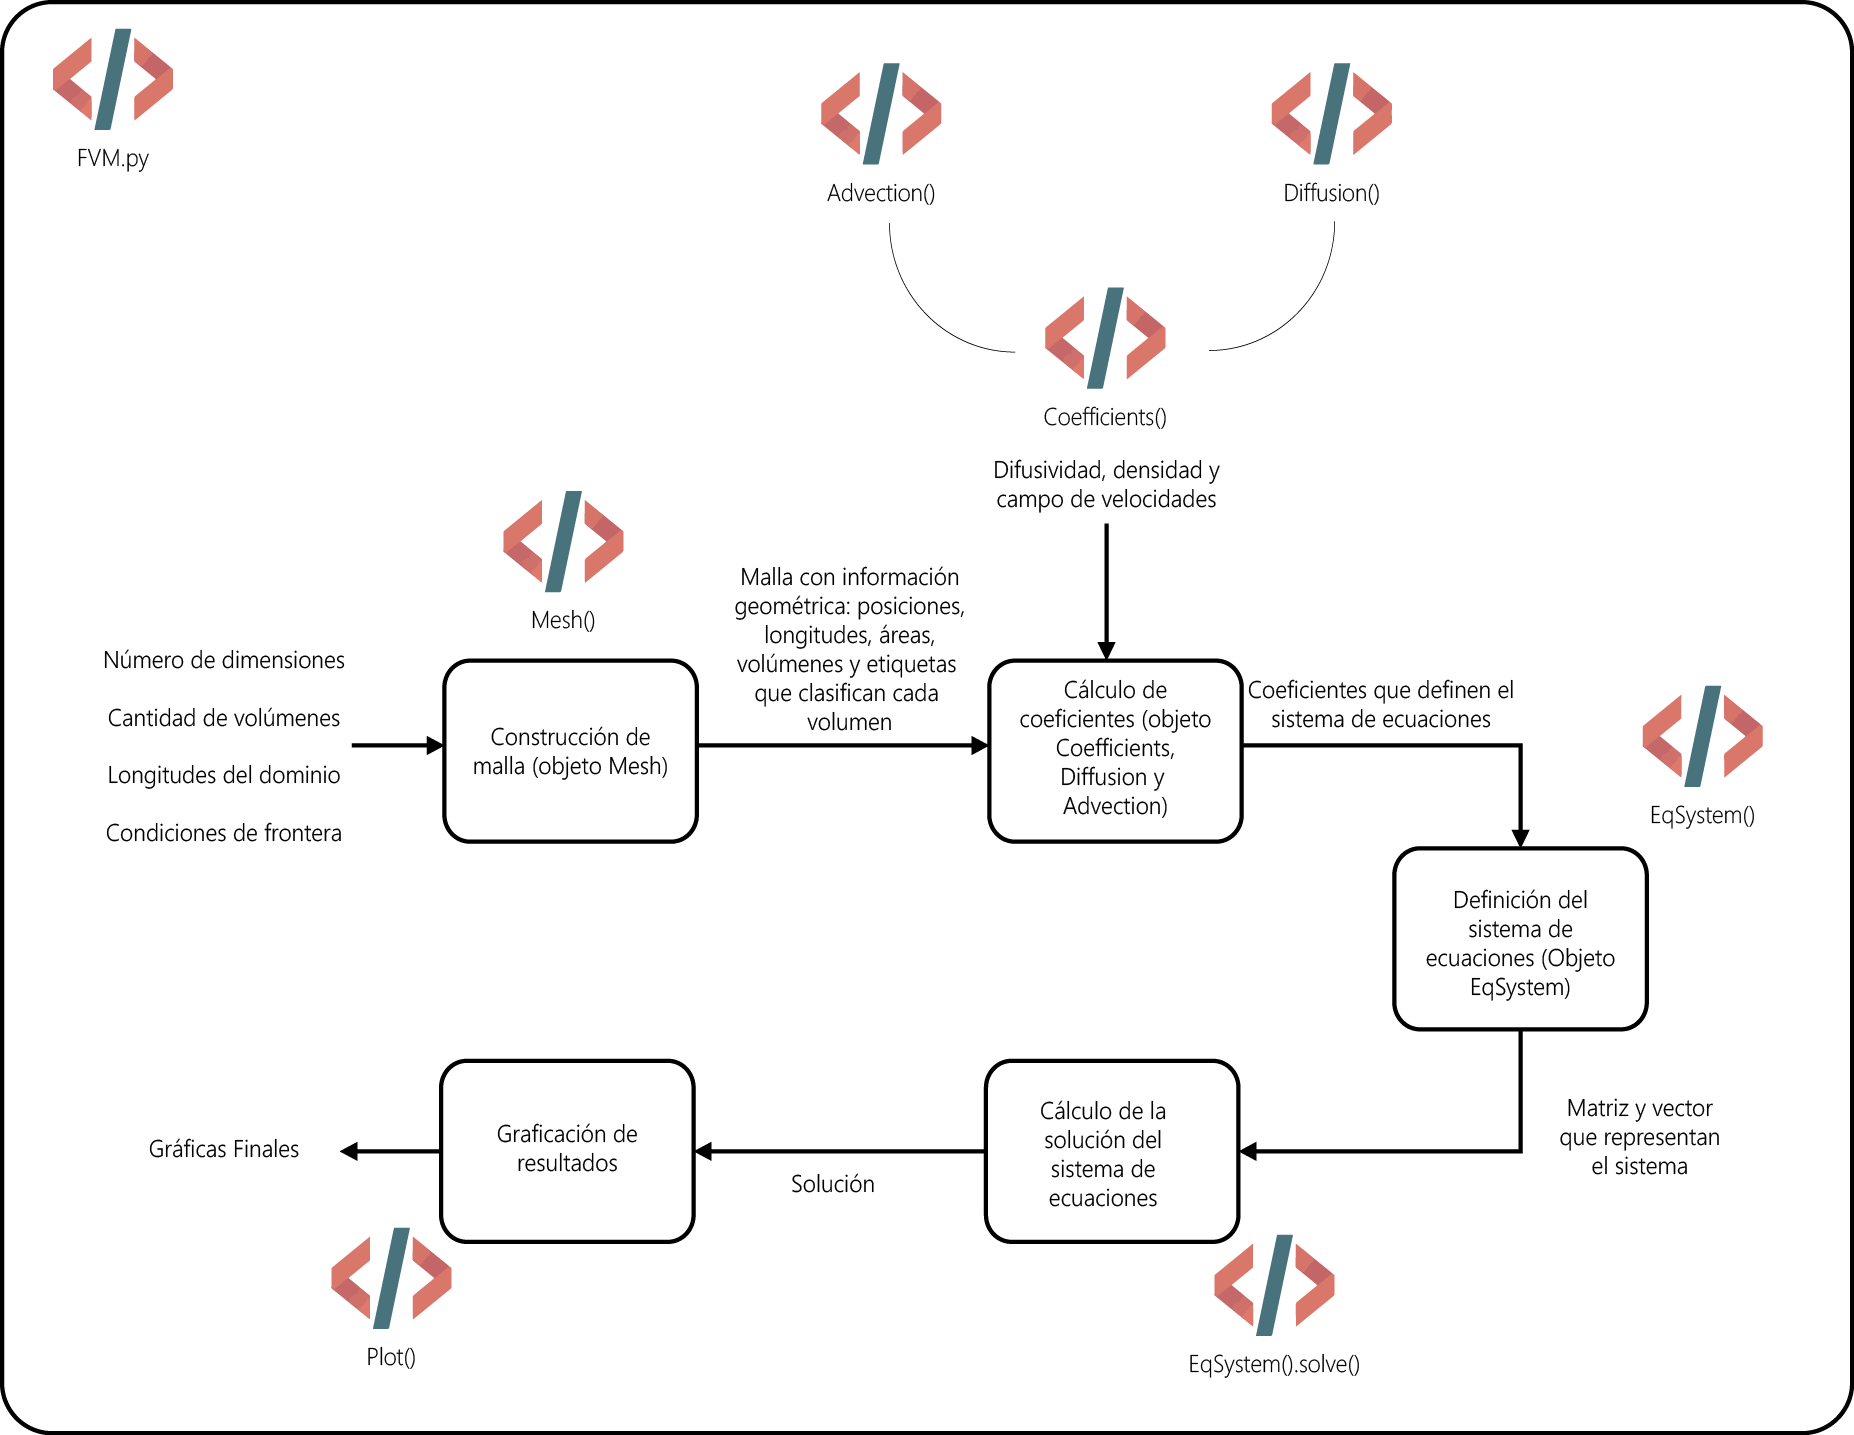 FVM.py
Advection()
Diffusion()
Coefficients()
Difusividad, densidad y
campo de velocidades
Mesh()
Número de dimensiones
Cantidad de volúmenes
Longitudes del dominio
Condiciones de frontera
Construcción de
malla (objeto Mesh)
Malla con información
geométrica: posiciones,
longitudes, áreas,
volúmenes y etiquetas
que clasifican cada
volumen
Cálculo de
coeficientes (objeto
Coefficients,
Diffusion y
Advection)
Coeficientes que definen el
sistema de ecuaciones
EqSystem()
Definición del
sistema de
ecuaciones (Objeto
EqSystem)
Matriz y vector
que representan
el sistema
Cálculo de la
solución del
sistema de
ecuaciones
EqSystem().solve()
Solución
Graficación de
resultados
Plot()
Gráficas Finales